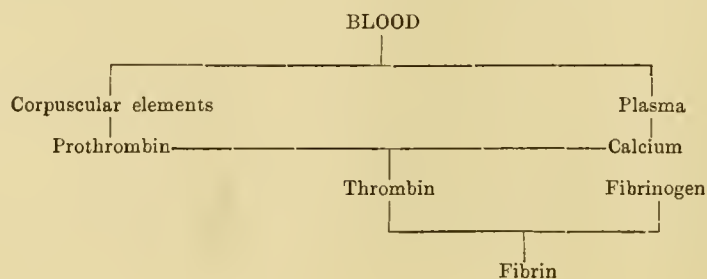 BLOOD
Corpuscular elements Plasma
Prothrombin Calcium
Thrombin Fibrinogen
Fibrin